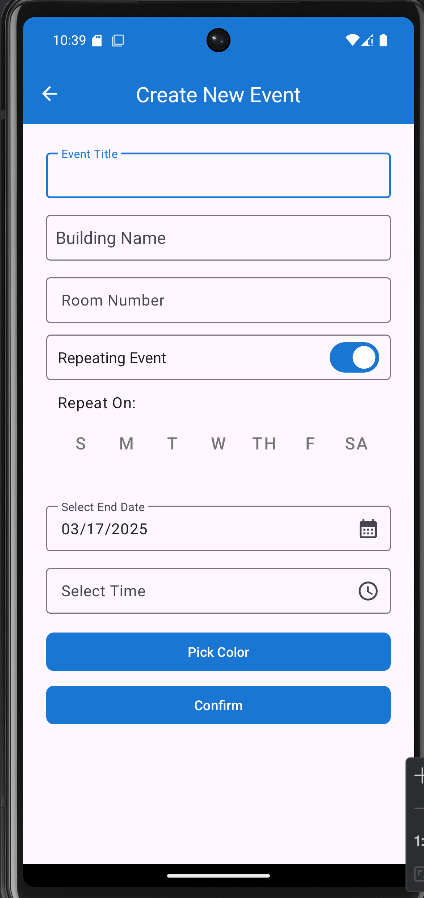 10:39
Create New Event
Event Title
Building Name
Room Number
Repeating Event
Repeat On:
S M T W TH F SA
Select End Date
03/17/2025
Select Time
Pick Color
Confirm
1: